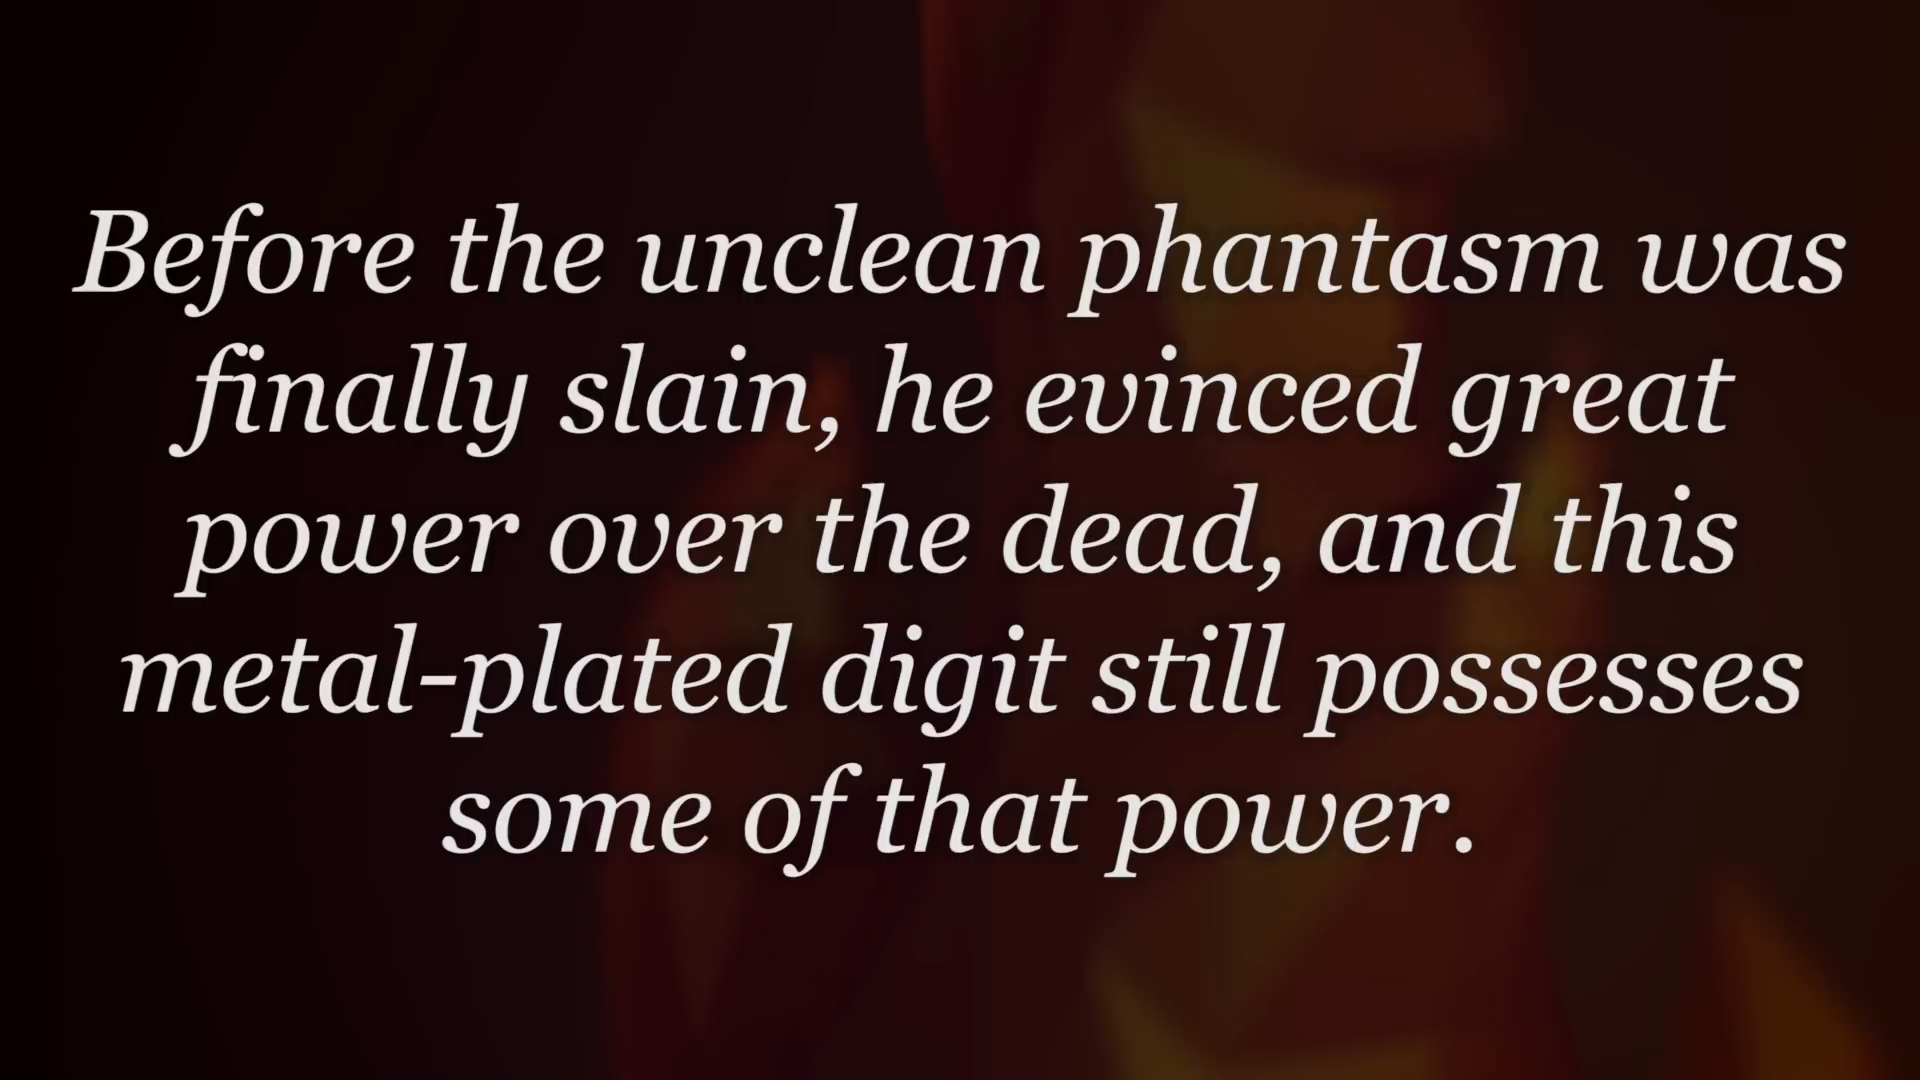 Before the unclean phantasm was
finally slain, he evinced great
power over the dead, and this
metal-plated digit still possesses
some of that power.